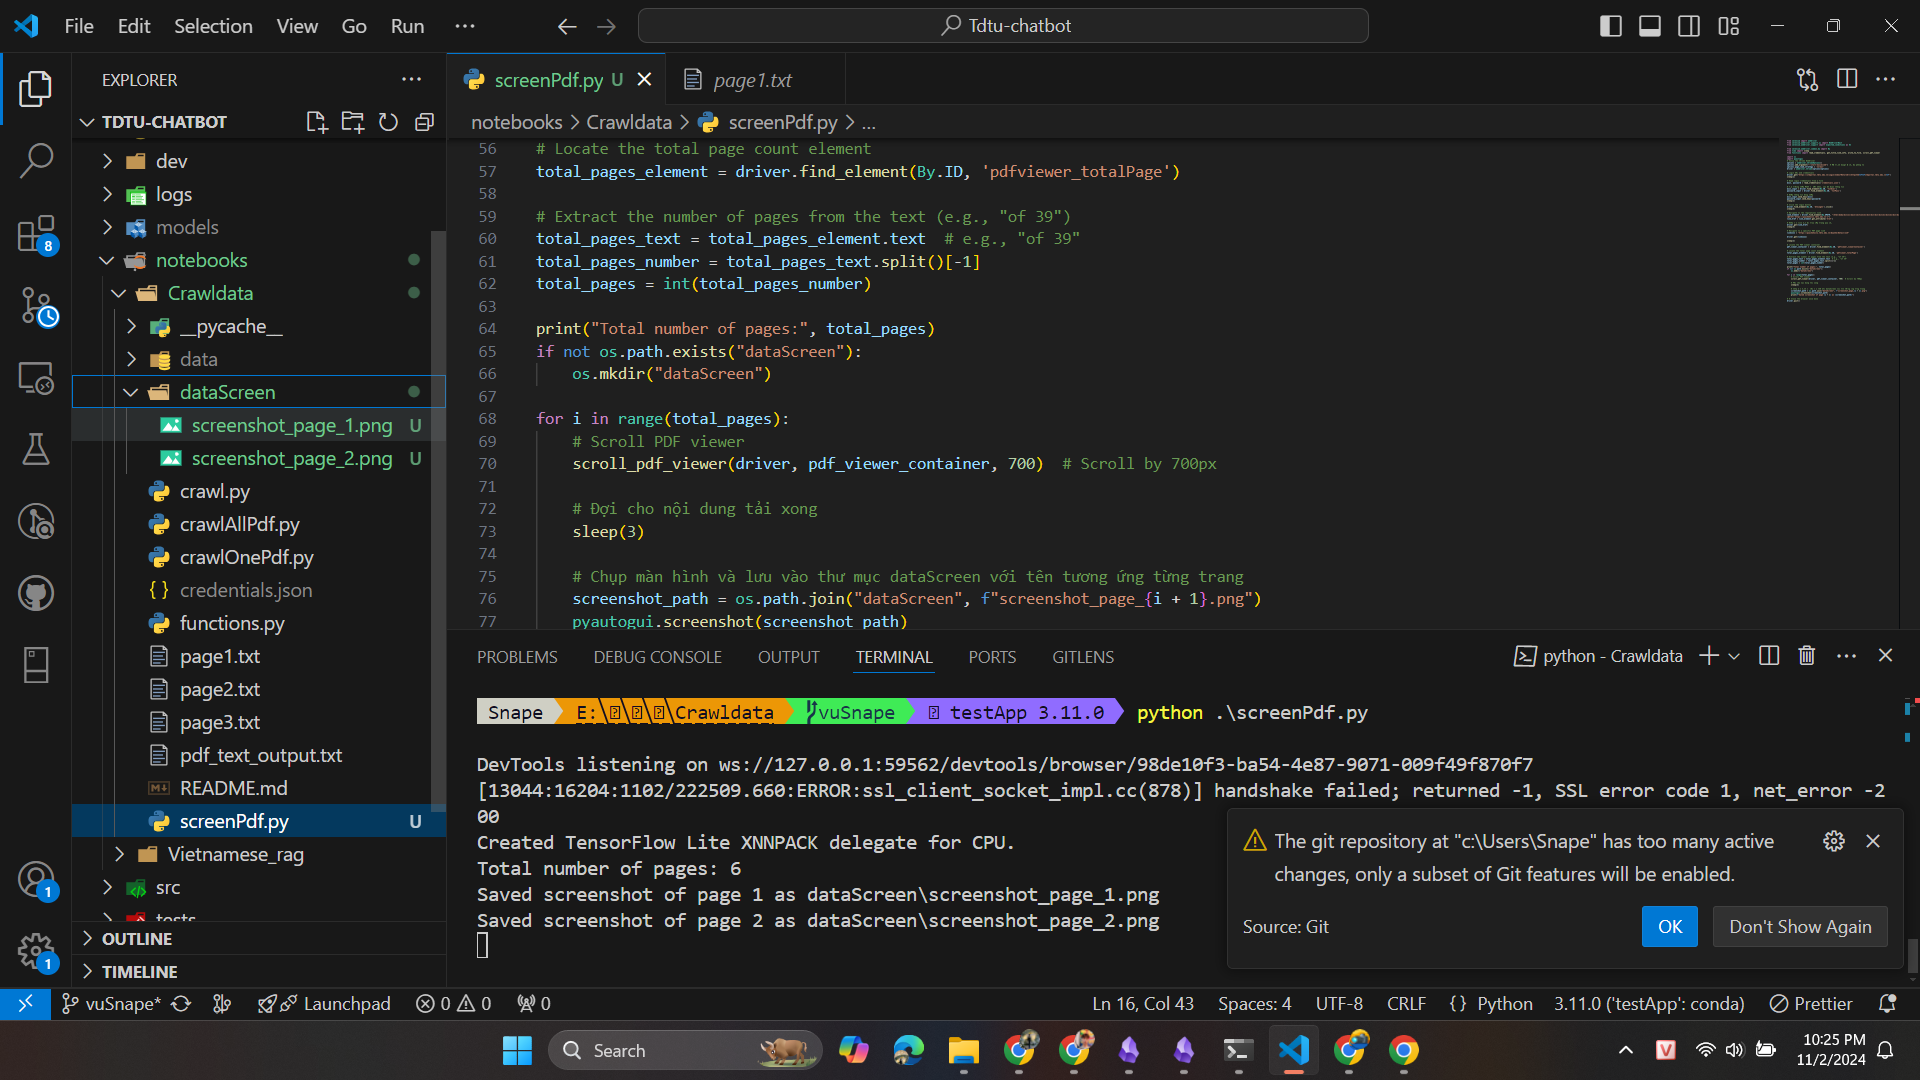 File Edit Selection View Go Run ...
Tdtu-chatbot
EXPLORER
TDTU-CHATBOT
dev
logs
models
notebooks
Crawldata
__pycache__
data
dataScreen
screenshot_page_1.png U
screenshot_page_2.png U
crawl.py
crawlAllPdf.py
crawlOnePdf.py
credentials.json
functions.py
page1.txt
page2.txt
page3.txt
pdf_text_output.txt
README.md
screenPdf.py U
Vietnamese_rag
src
tests
OUTLINE
TIMELINE
8
1
1
screenPdf.py U
page1.txt
notebooks > Crawldata > screenPdf.py > ...
56 # Locate the total page count element
57 total_pages_element = driver.find_element(By.ID, 'pdfviewer_totalPage')
58
59 # Extract the number of pages from the text (e.g., "of 39")
60 total_pages_text = total_pages_element.text # e.g., "of 39"
61 total_pages_number = total_pages_text.split()[-1]
62 total_pages = int(total_pages_number)
63
64 print("Total number of pages:", total_pages)
65 if not os.path.exists("dataScreen"):
66 os.mkdir("dataScreen")
67
68 for i in range(total_pages):
69 # Scroll PDF viewer
70 scroll_pdf_viewer(driver, pdf_viewer_container, 700) # Scroll by 700px
71
72 # Đợi cho nội dung tải xong
73 sleep(3)
74
75 # Chụp màn hình và lưu vào thư mục dataScreen với tên tương ứng từng trang
76 screenshot_path = os.path.join("dataScreen", f"screenshot_page_{i + 1}.png")
77 pyautogui.screenshot(screenshot_path)
PROBLEMS DEBUG CONSOLE OUTPUT TERMINAL PORTS GITLENS
python - Crawldata
Snape E:\ \ \ \Crawldata vuSnape testApp 3.11.0 python .\screenPdf.py
DevTools listening on ws://127.0.0.1:59562/devtools/browser/98de10f3-ba54-4e87-9071-009f49f870f7
[13044:16204:1102/222509.660:ERROR:ssl_client_socket_impl.cc(878)] handshake failed; returned -1, SSL error code 1, net_error -2
00
Created TensorFlow Lite XNNPACK delegate for CPU.
Total number of pages: 6
Saved screenshot of page 1 as dataScreen\screenshot_page_1.png
Saved screenshot of page 2 as dataScreen\screenshot_page_2.png
The git repository at "c:\Users\Snape" has too many active
changes, only a subset of Git features will be enabled.
Source: Git
OK
Don't Show Again
vuSnape* Launchpad 0 0 0
Ln 16, Col 43 Spaces: 4 UTF-8 CRLF {} Python 3.11.0 ('testApp': conda) Prettier
Search
V
10:25 PM
11/2/2024